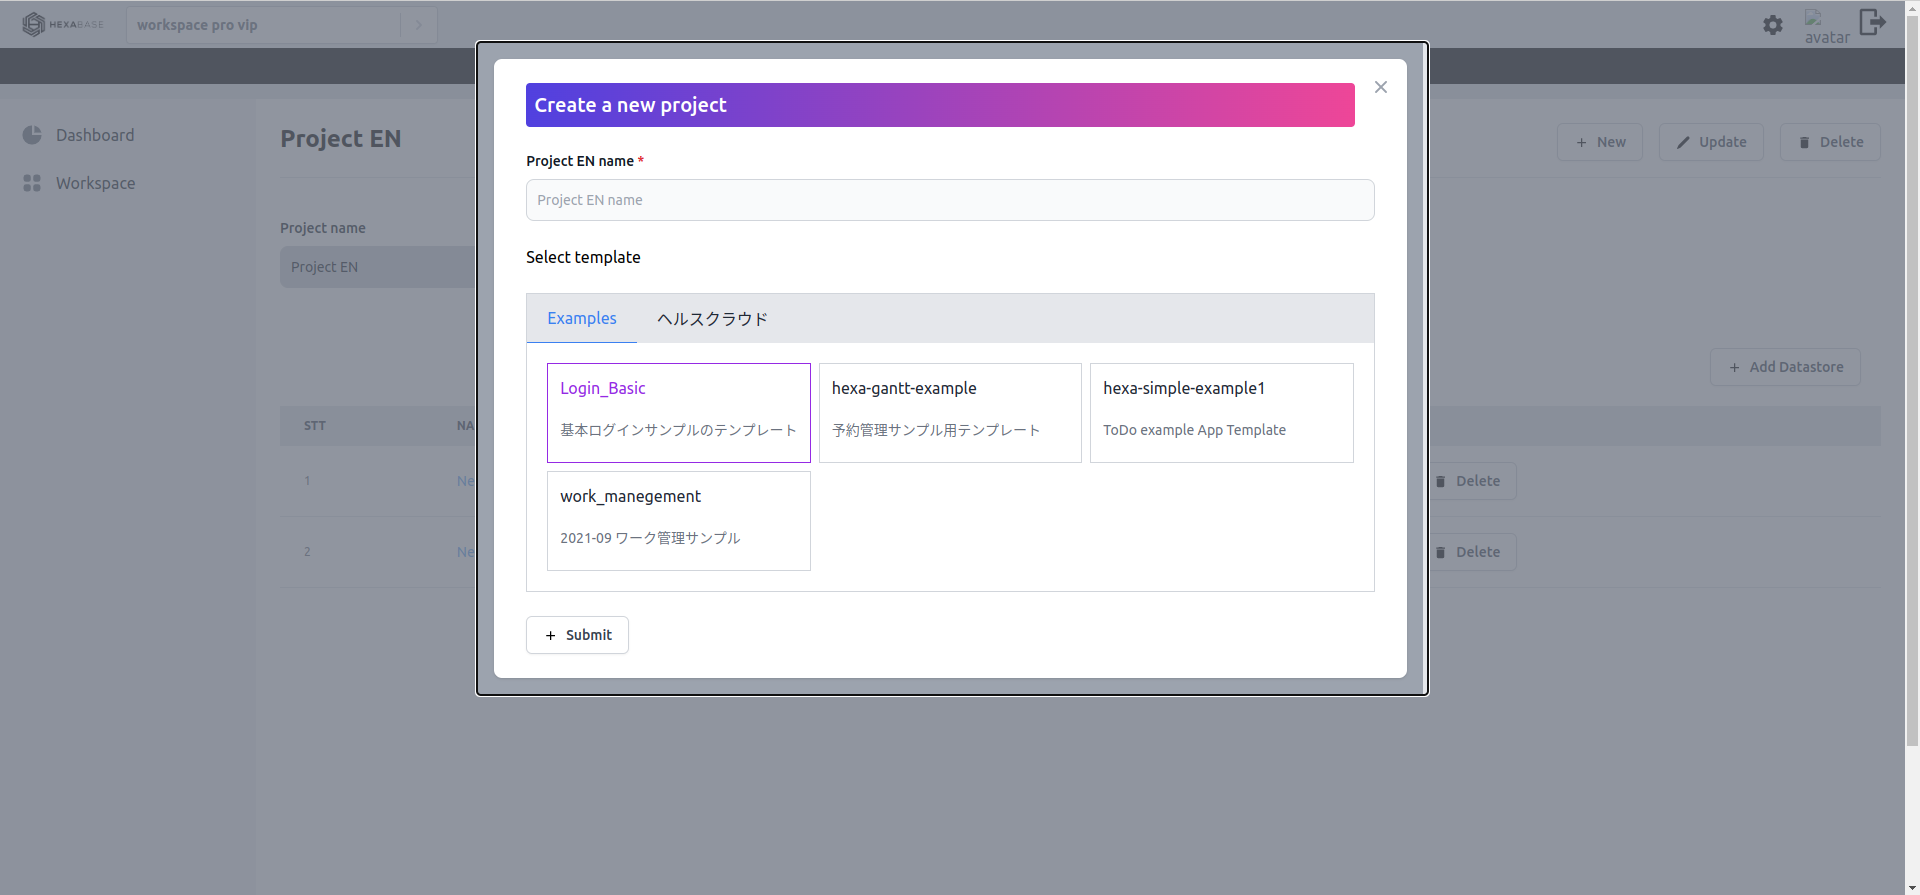 HEXABASE
workspace pro vip
avatar
Dashboard
Workspace
Project EN
New
Update
Delete
Project name
Project EN
Add Datastore
STT
NA
1
Ne
Delete
2
Ne
Delete
Create a new project
Project EN name *
Project EN name
Select template
Examples
ヘルスクラウド
Login_Basic
基本ログインサンプルのテンプレート
hexa-gantt-example
予約管理サンプル用テンプレート
hexa-simple-example1
ToDo example App Template
work_manegement
2021-09 ワーク管理サンプル
+ Submit